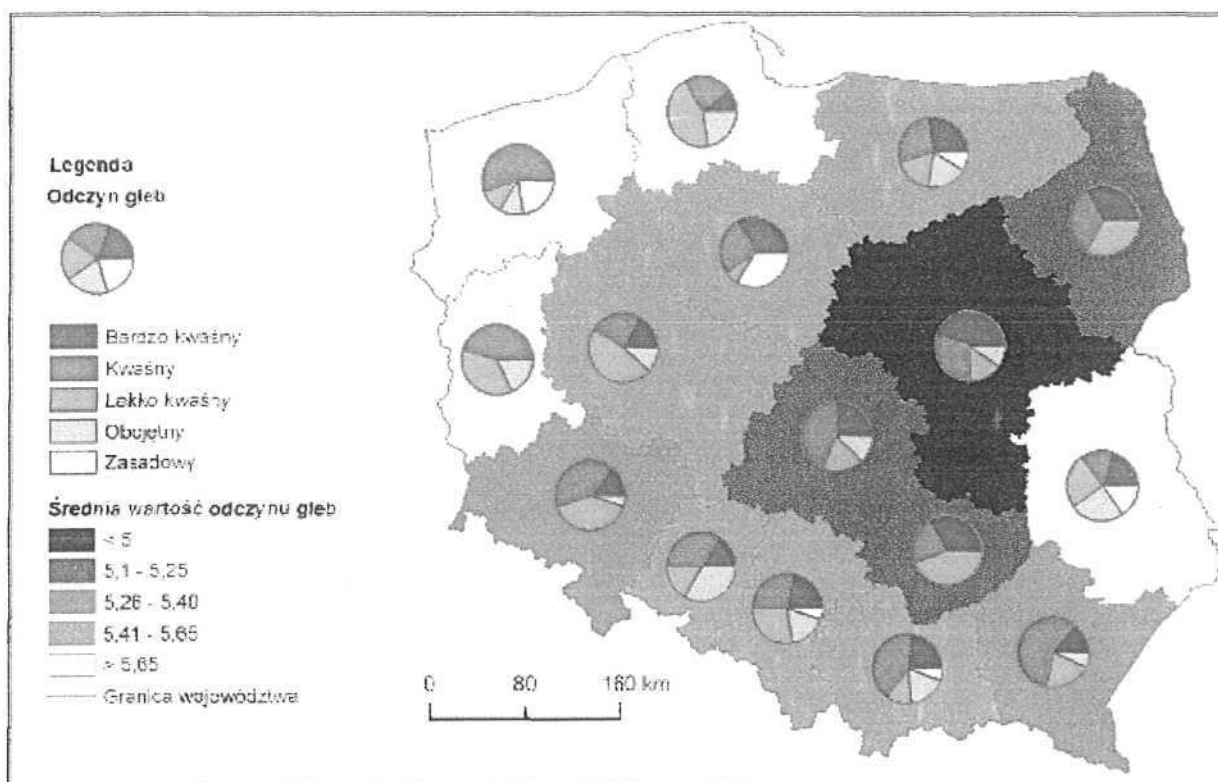 Legenda
Odczyn gleb
Bardzo kwaśny
Kwaśny
Lekko kwaśny
Obojętny
Zasadowy
Średnia wartość odczynu gleb
< 5
5,1 - 5,25
5,26 - 5,40
5,41 - 5,65
> 5,65
Granica województwa
0 80 160 km